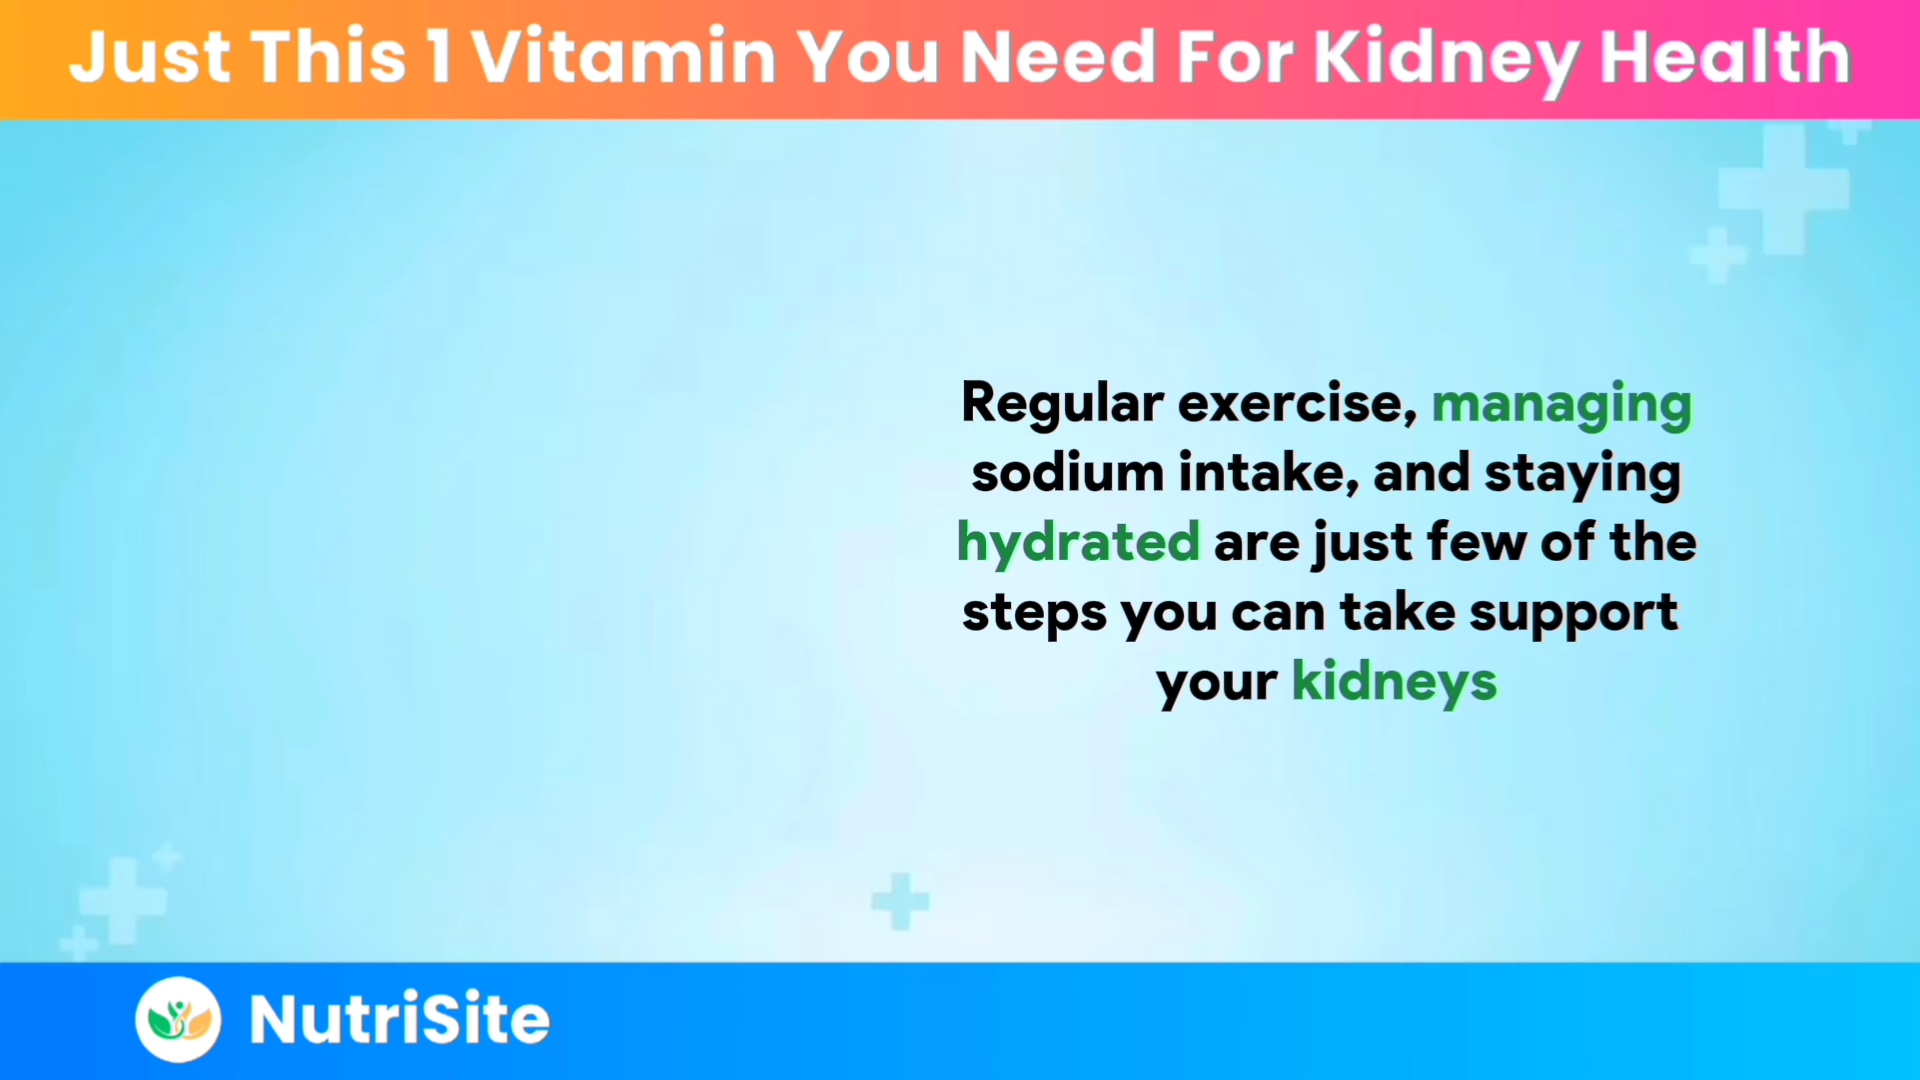 Just This 1 Vitamin You Need For Kidney Health
Regular exercise, managing
sodium intake, and staying
hydrated are just few of the
steps you can take support
your kidneys
NutriSite